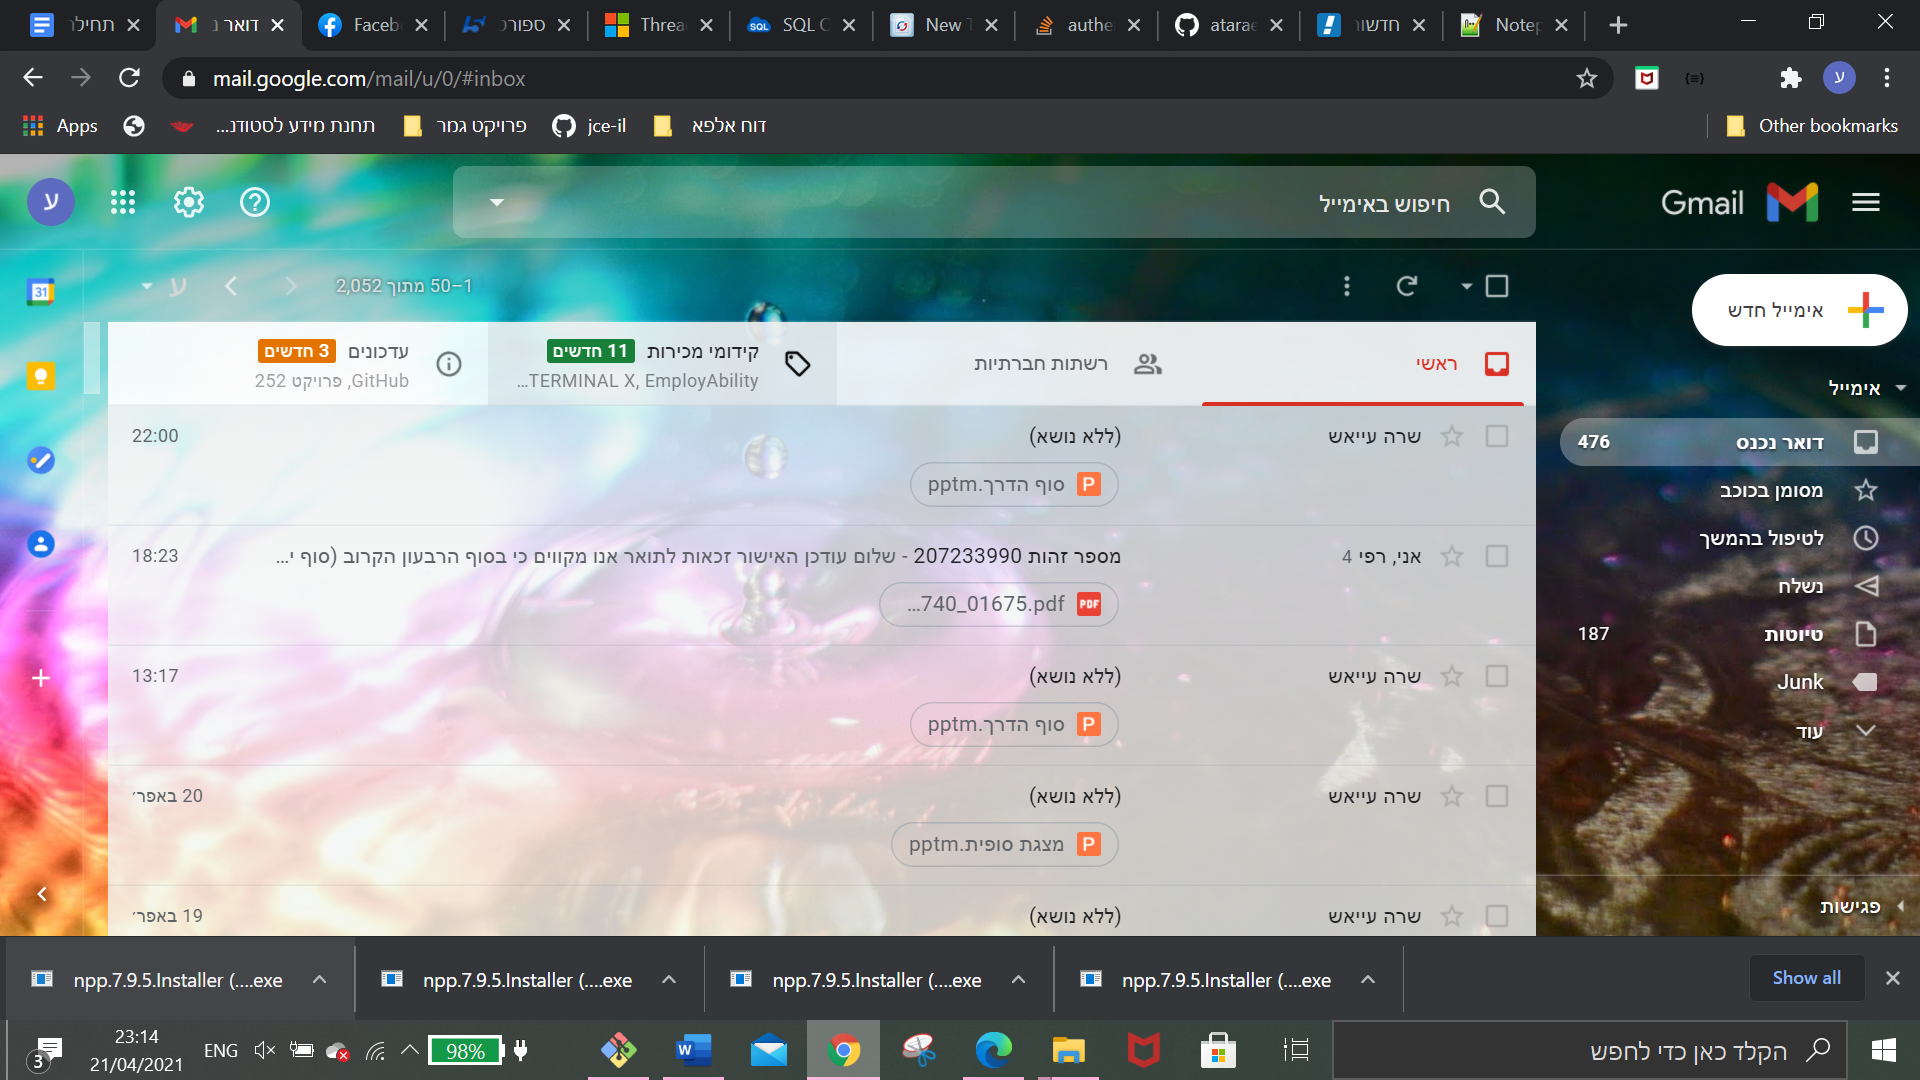 תחילת
דואר נ
Faceb
ספורט
Threa
SQL C
New T
authe
atarae
חדשור
Notep
mail.google.com/mail/u/0/#inbox
Apps
תחנת מידע לסטודנ...
פרויקט גמר
jce-il
דוח אלפא
Other bookmarks
ע
Gmail
חיפוש באימייל
ע
1–50 מתוך 2,052
31
אימייל חדש
ראשי
רשתות חברתיות
קידומי מכירות 11 חדשים
TERMINAL X, EmployAbility...
עדכונים 3 חדשים
GitHub, פרויקט 252
אימייל
דואר נכנס 476
מסומן בכוכב
לטיפול בהמשך
נשלח
טיוטות 187
Junk
עוד
פגישות
שרה עייאש (ללא נושא) 22:00
סוף הדרך.pptm
אני, רפי 4 מספר זהות 207233990 - שלום עודכן האישור זכאות לתואר אנו מקווים כי בסוף הרבעון הקרוב (סוף י... 18:23
PDF ...740_01675.pdf
שרה עייאש (ללא נושא) 13:17
סוף הדרך.pptm
שרה עייאש (ללא נושא) 20 באפר׳
מצגת סופית.pptm
שרה עייאש (ללא נושא) 19 באפר׳
npp.7.9.5.Installer (....exe
npp.7.9.5.Installer (....exe
npp.7.9.5.Installer (....exe
npp.7.9.5.Installer (....exe
Show all
3
23:14
21/04/2021
ENG
98%
הקלד כאן כדי לחפש